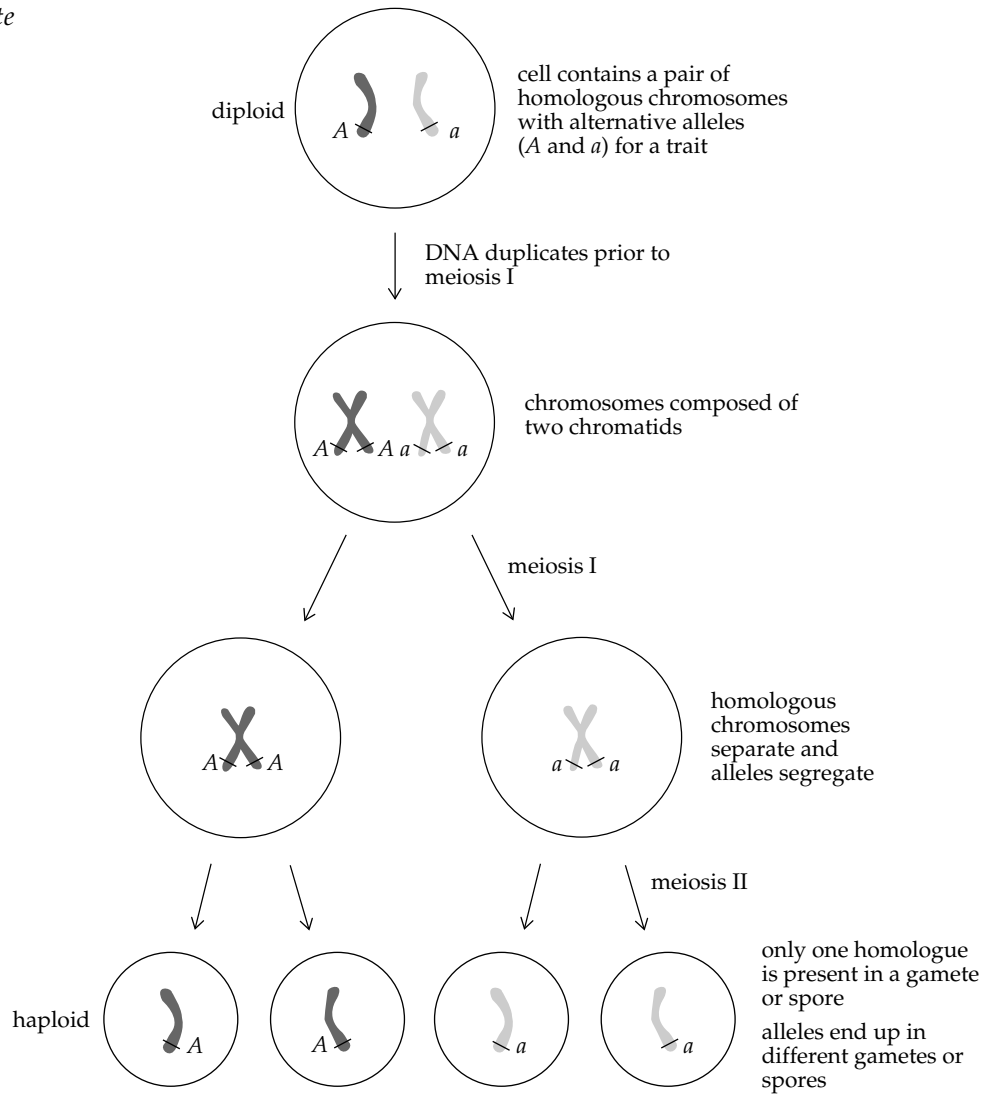 te
diploid
A
a
cell contains a pair of
homologous chromosomes
with alternative alleles
(A and a) for a trait
DNA duplicates prior to
meiosis I
A
A
a
a
chromosomes composed of
two chromatids
meiosis I
A
A
a
a
homologous
chromosomes
separate and
alleles segregate
meiosis II
haploid
A
A
a
a
only one homologue
is present in a gamete
or spore
alleles end up in
different gametes or
spores